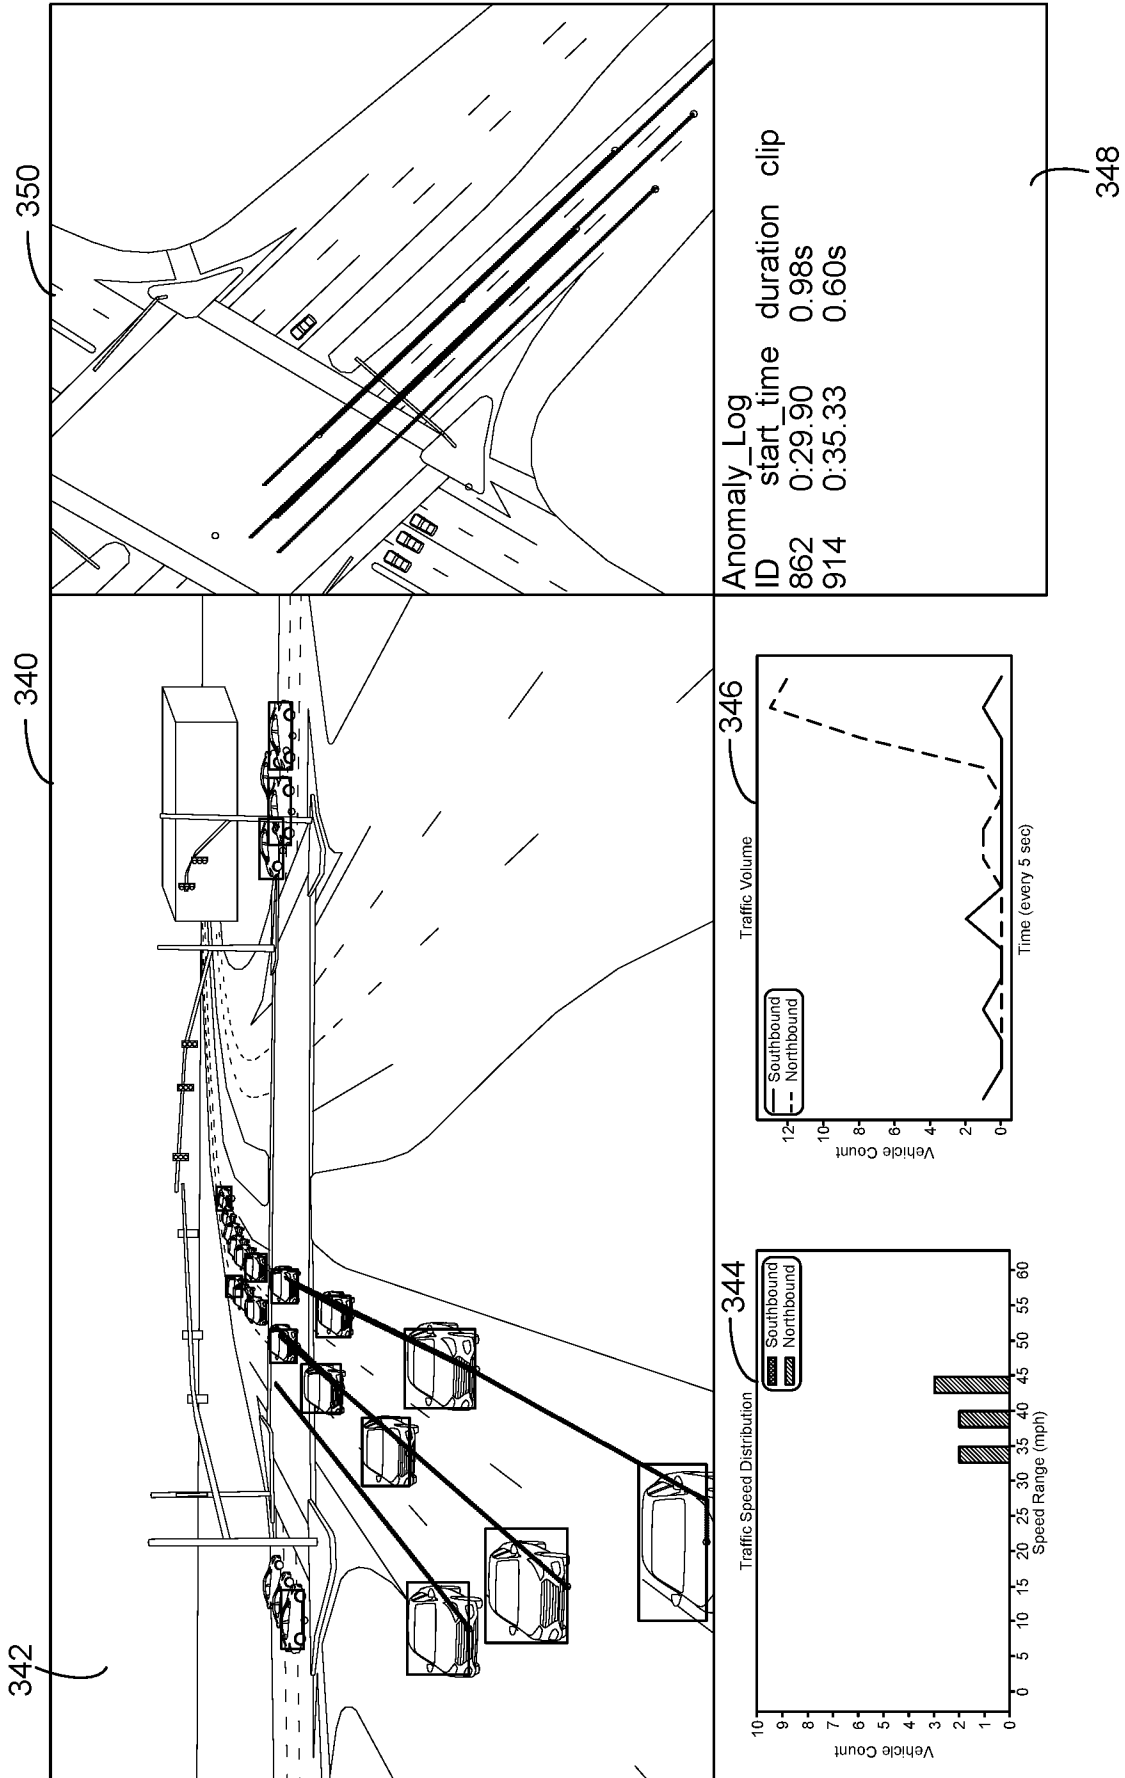 342
340
350
344
Traffic Speed Distribution
Southbound
Northbound
Vehicle Count
10
9
8
7
6
5
4
3
2
1
0
0 5 10 15 20 25 30 35 40 45 50 55 60
Speed Range (mph)
346
Traffic Volume
Southbound
Northbound
Vehicle Count
12
10
8
6
4
2
0
Time (every 5 sec)
Anomaly_Log
ID start_time duration clip
862 0:29.90 0.98s
914 0:35.33 0.60s
348